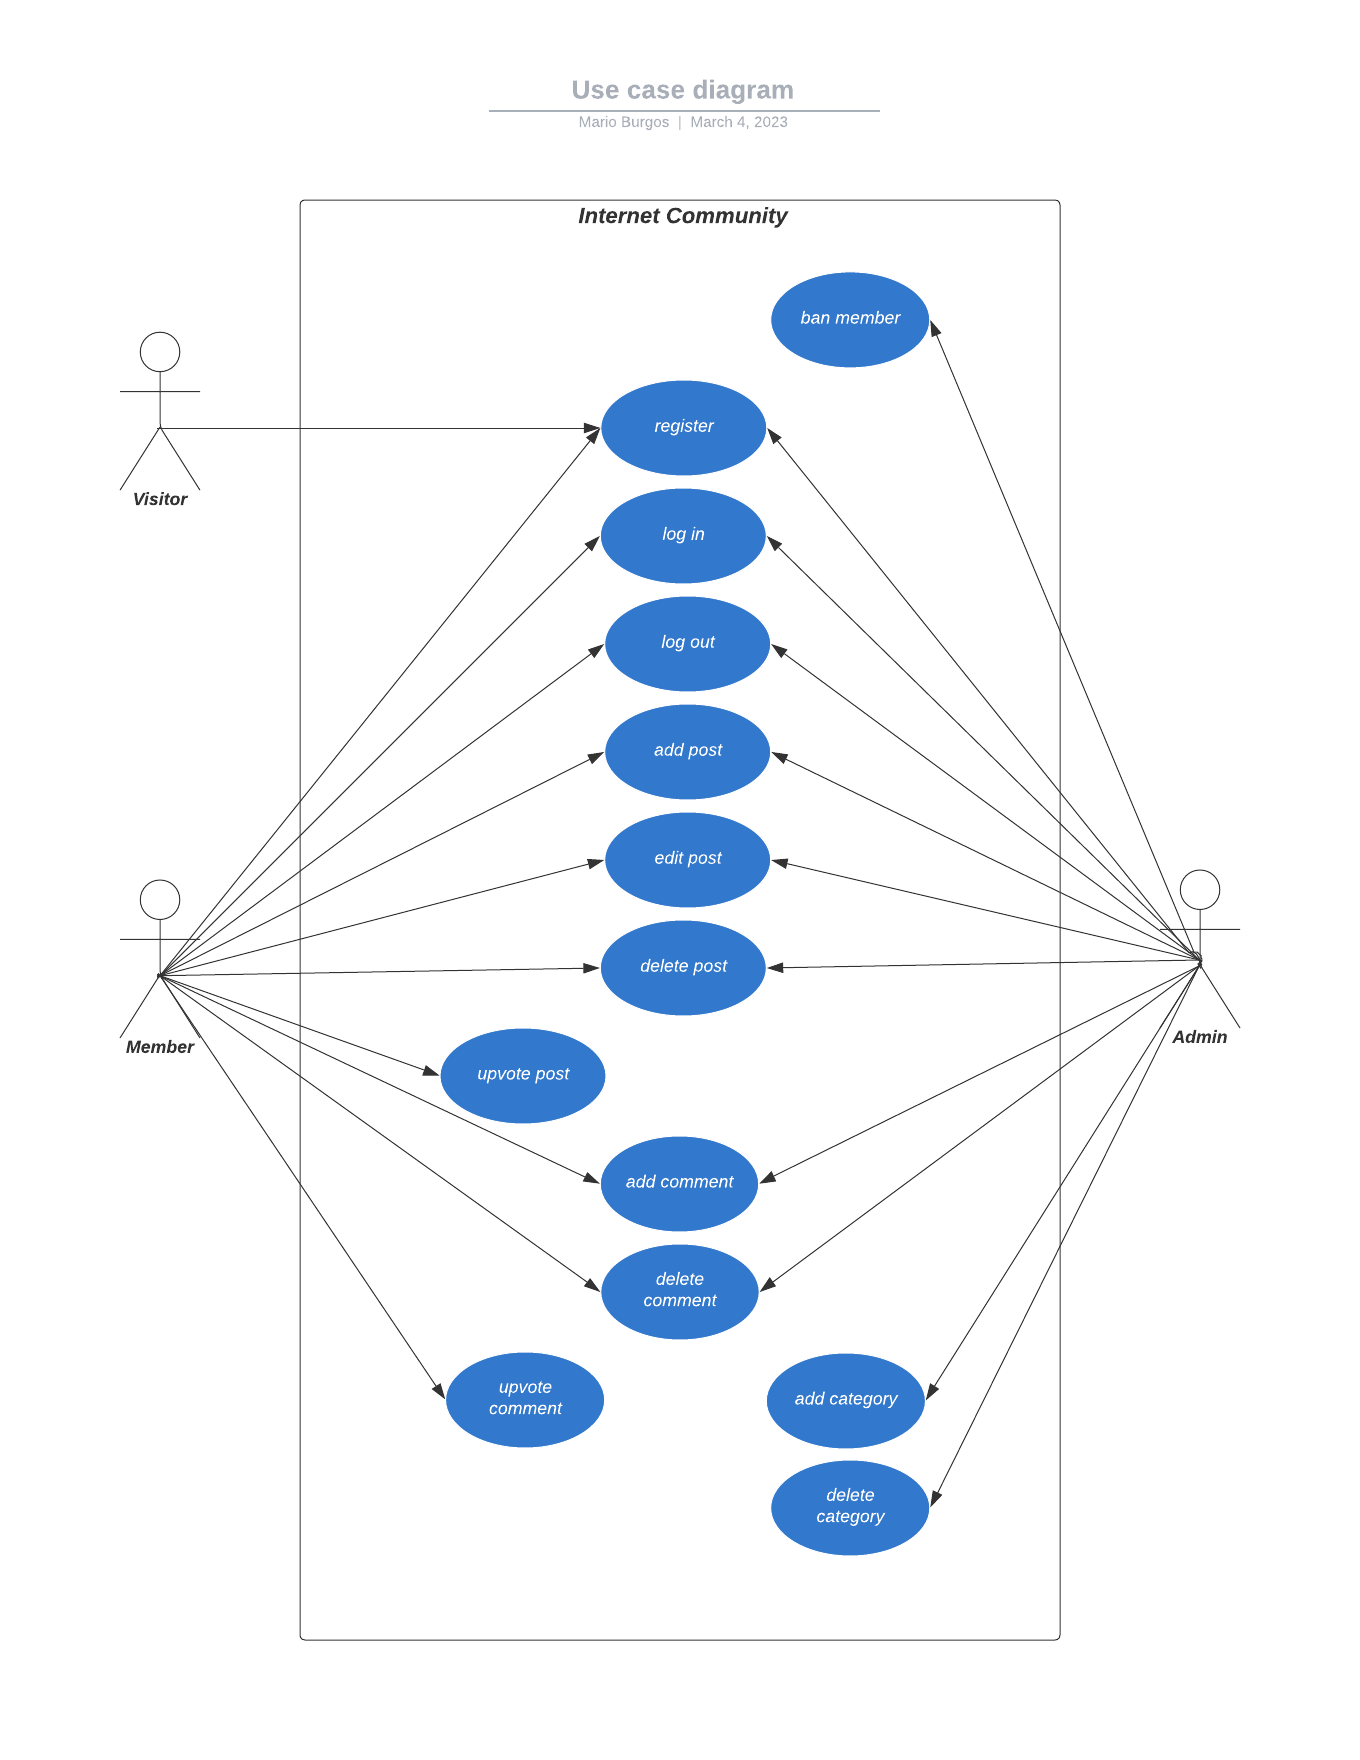 Use case diagram
Mario Burgos | March 4, 2023
Internet Community
ban member
register
Visitor
log in
log out
add post
edit post
delete post
Member
Admin
upvote post
add comment
delete
comment
upvote
comment
add category
delete
category